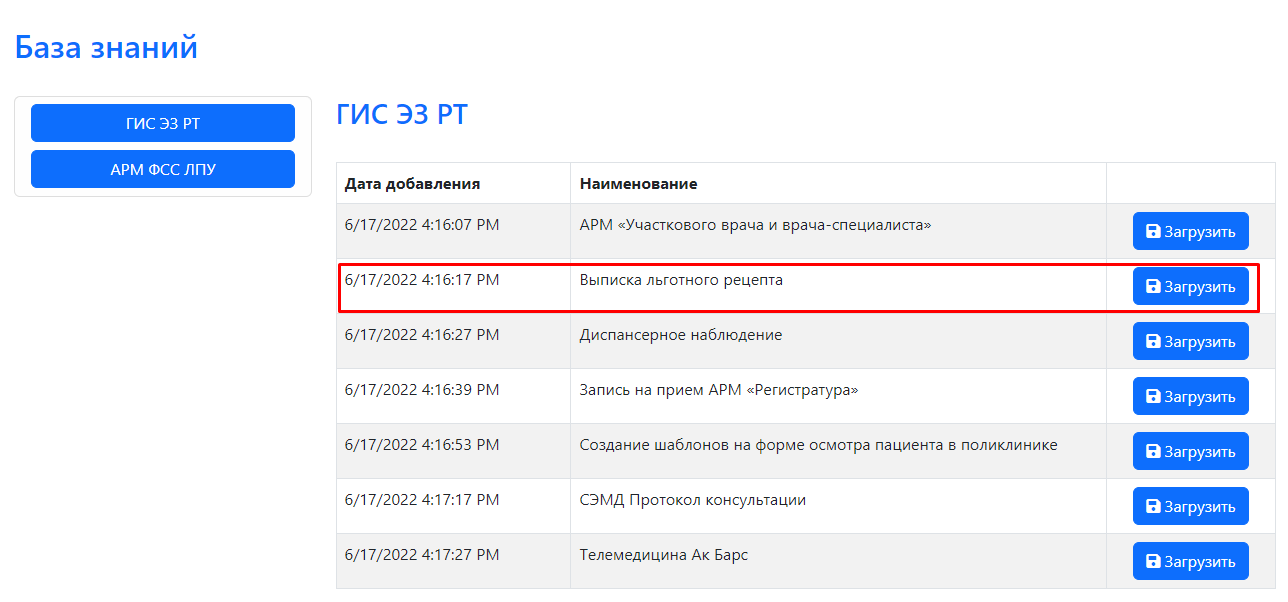 База знаний
ГИС ЭЗ РТ
АРМ ФСС ЛПУ
ГИС ЭЗ РТ
Дата добавления Наименование
6/17/2022 4:16:07 PM АРМ «Участкового врача и врача-специалиста» Загрузить
6/17/2022 4:16:17 PM Выписка льготного рецепта Загрузить
6/17/2022 4:16:27 PM Диспансерное наблюдение Загрузить
6/17/2022 4:16:39 PM Запись на прием АРМ «Регистратура» Загрузить
6/17/2022 4:16:53 PM Создание шаблонов на форме осмотра пациента в поликлинике Загрузить
6/17/2022 4:17:17 PM СЭМД Протокол консультации Загрузить
6/17/2022 4:17:27 PM Телемедицина Ак Барс Загрузить